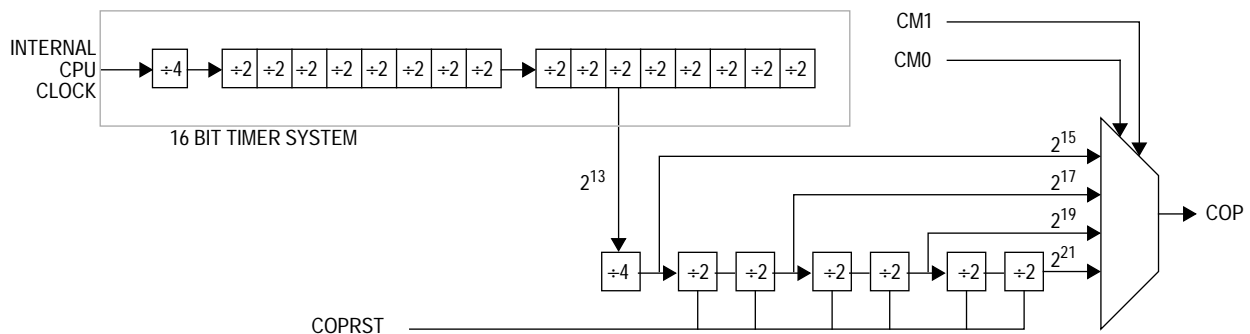 INTERNAL
CPU
CLOCK
÷4
÷2 ÷2 ÷2 ÷2 ÷2 ÷2 ÷2 ÷2
÷2 ÷2 ÷2 ÷2 ÷2 ÷2 ÷2 ÷2
16 BIT TIMER SYSTEM
CM1
CM0
2^13
2^15
2^17
2^19
2^21
COP
÷4 ÷2 ÷2 ÷2 ÷2 ÷2 ÷2
COPRST